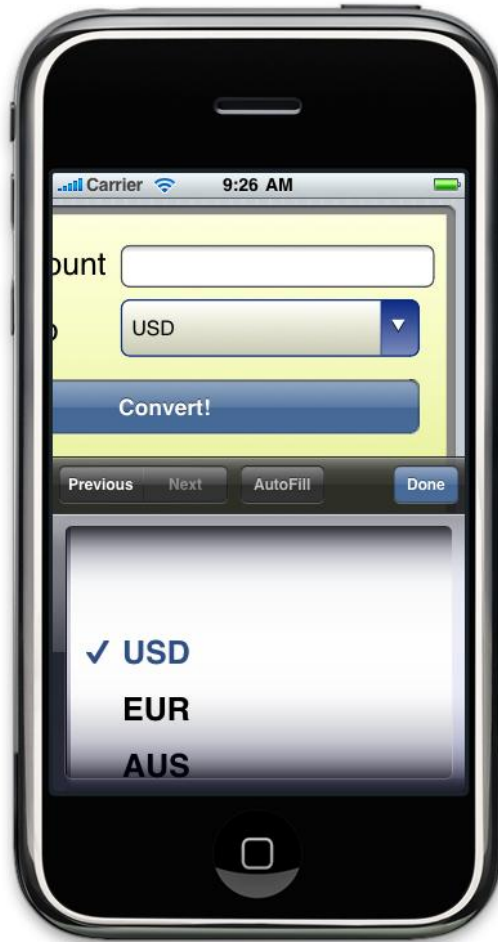 Carrier 9:26 AM
ount
o USD
Convert!
Previous Next AutoFill Done
✓ USD
EUR
AUS